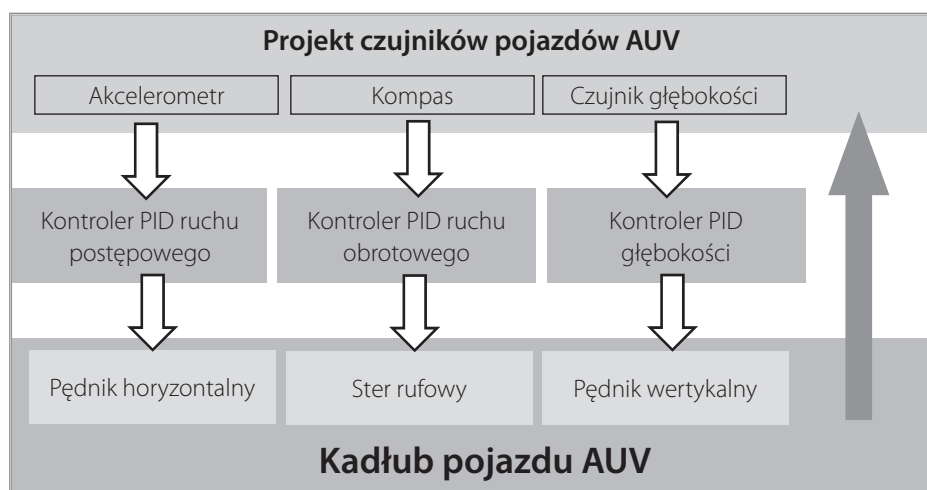 Projekt czujników pojazdów AUV
Akcelerometr
Kompas
Czujnik głębokości
Kontroler PID ruchu
postępowego
Kontroler PID ruchu
obrotowego
Kontroler PID
głębokości
Pędnik horyzontalny
Ster rufowy
Pędnik wertykalny
Kadłub pojazdu AUV